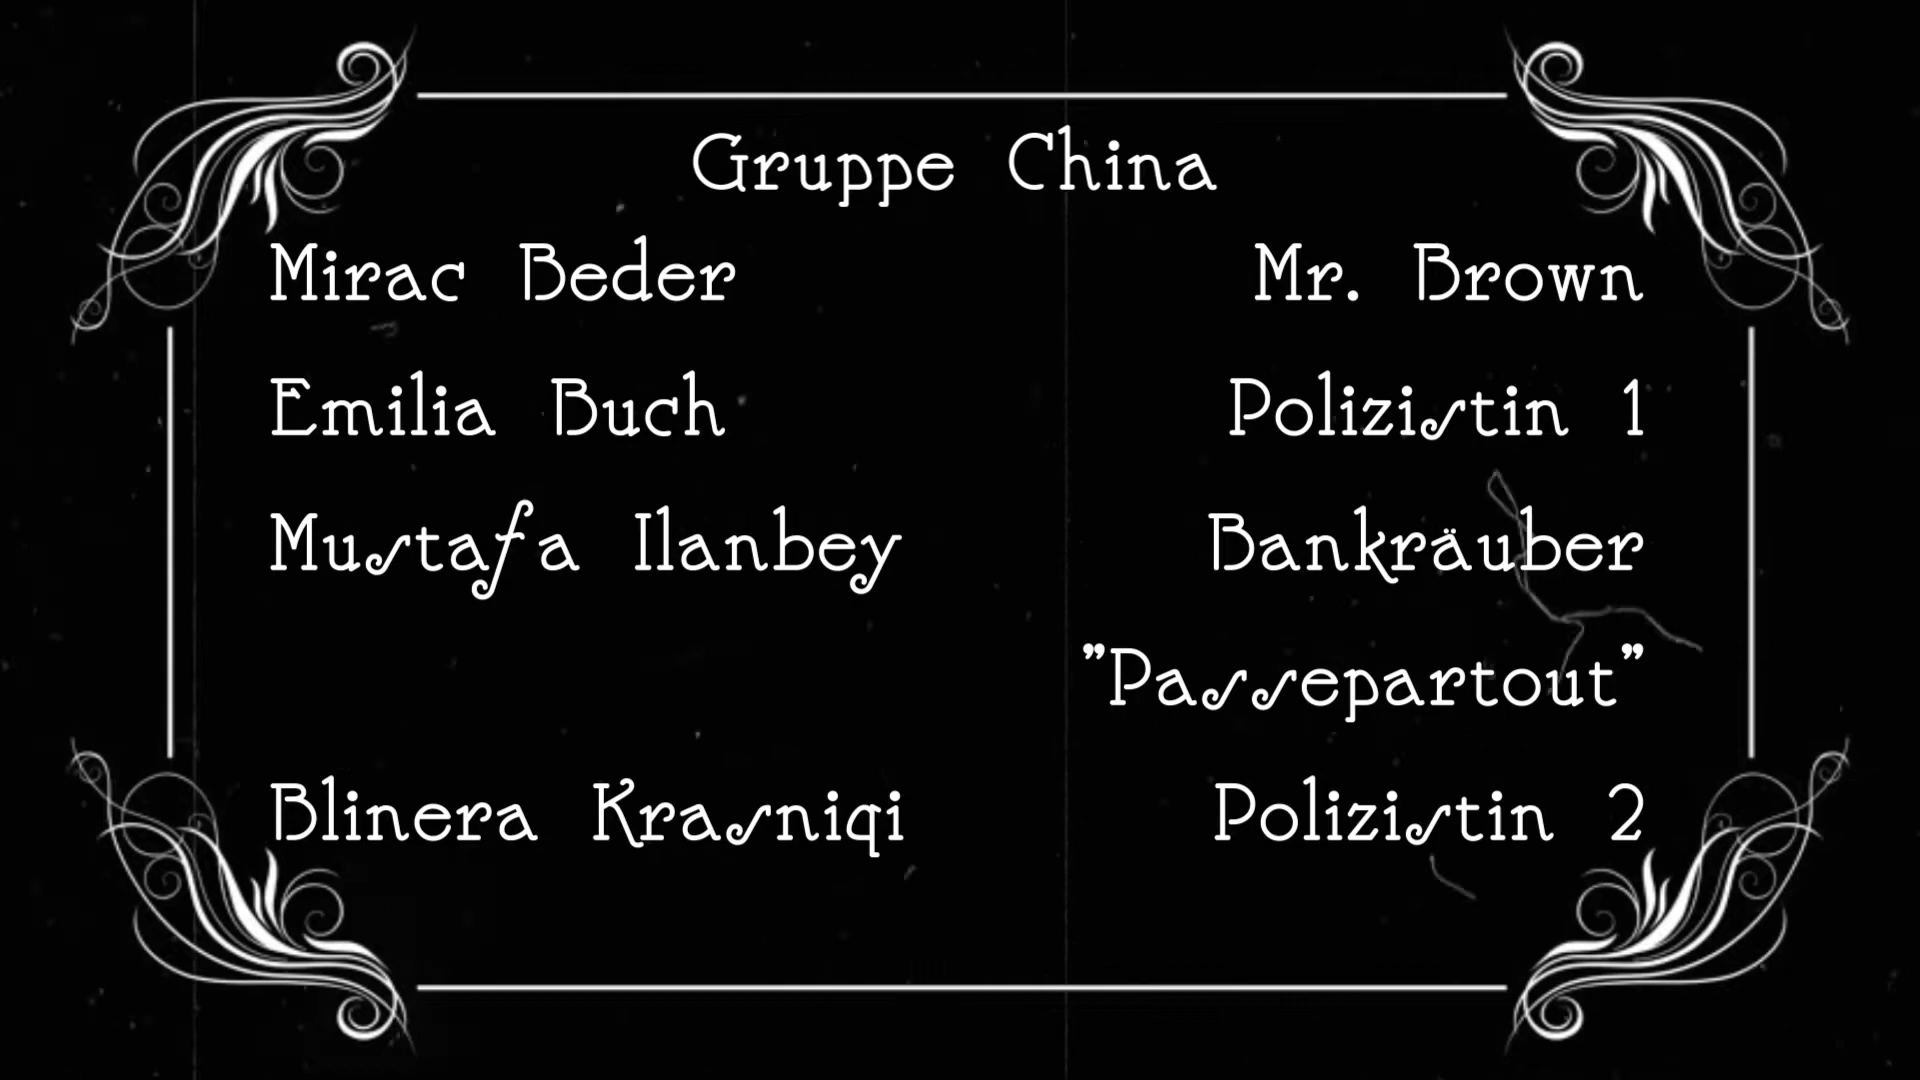 Gruppe China
Mirac Beder Mr. Brown
Emilia Buch Polizistin 1
Mustafa Ilanbey Bankräuber
"Passepartout"
Blinera Krasniqi Polizistin 2